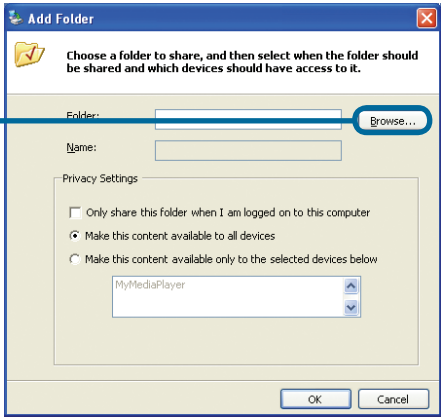 Add Folder
Choose a folder to share, and then select when the folder should
be shared and which devices should have access to it.
Folder:
Browse...
Name:
Privacy Settings
Only share this folder when I am logged on to this computer
Make this content available to all devices
Make this content available only to the selected devices below
MyMediaPlayer
OK
Cancel